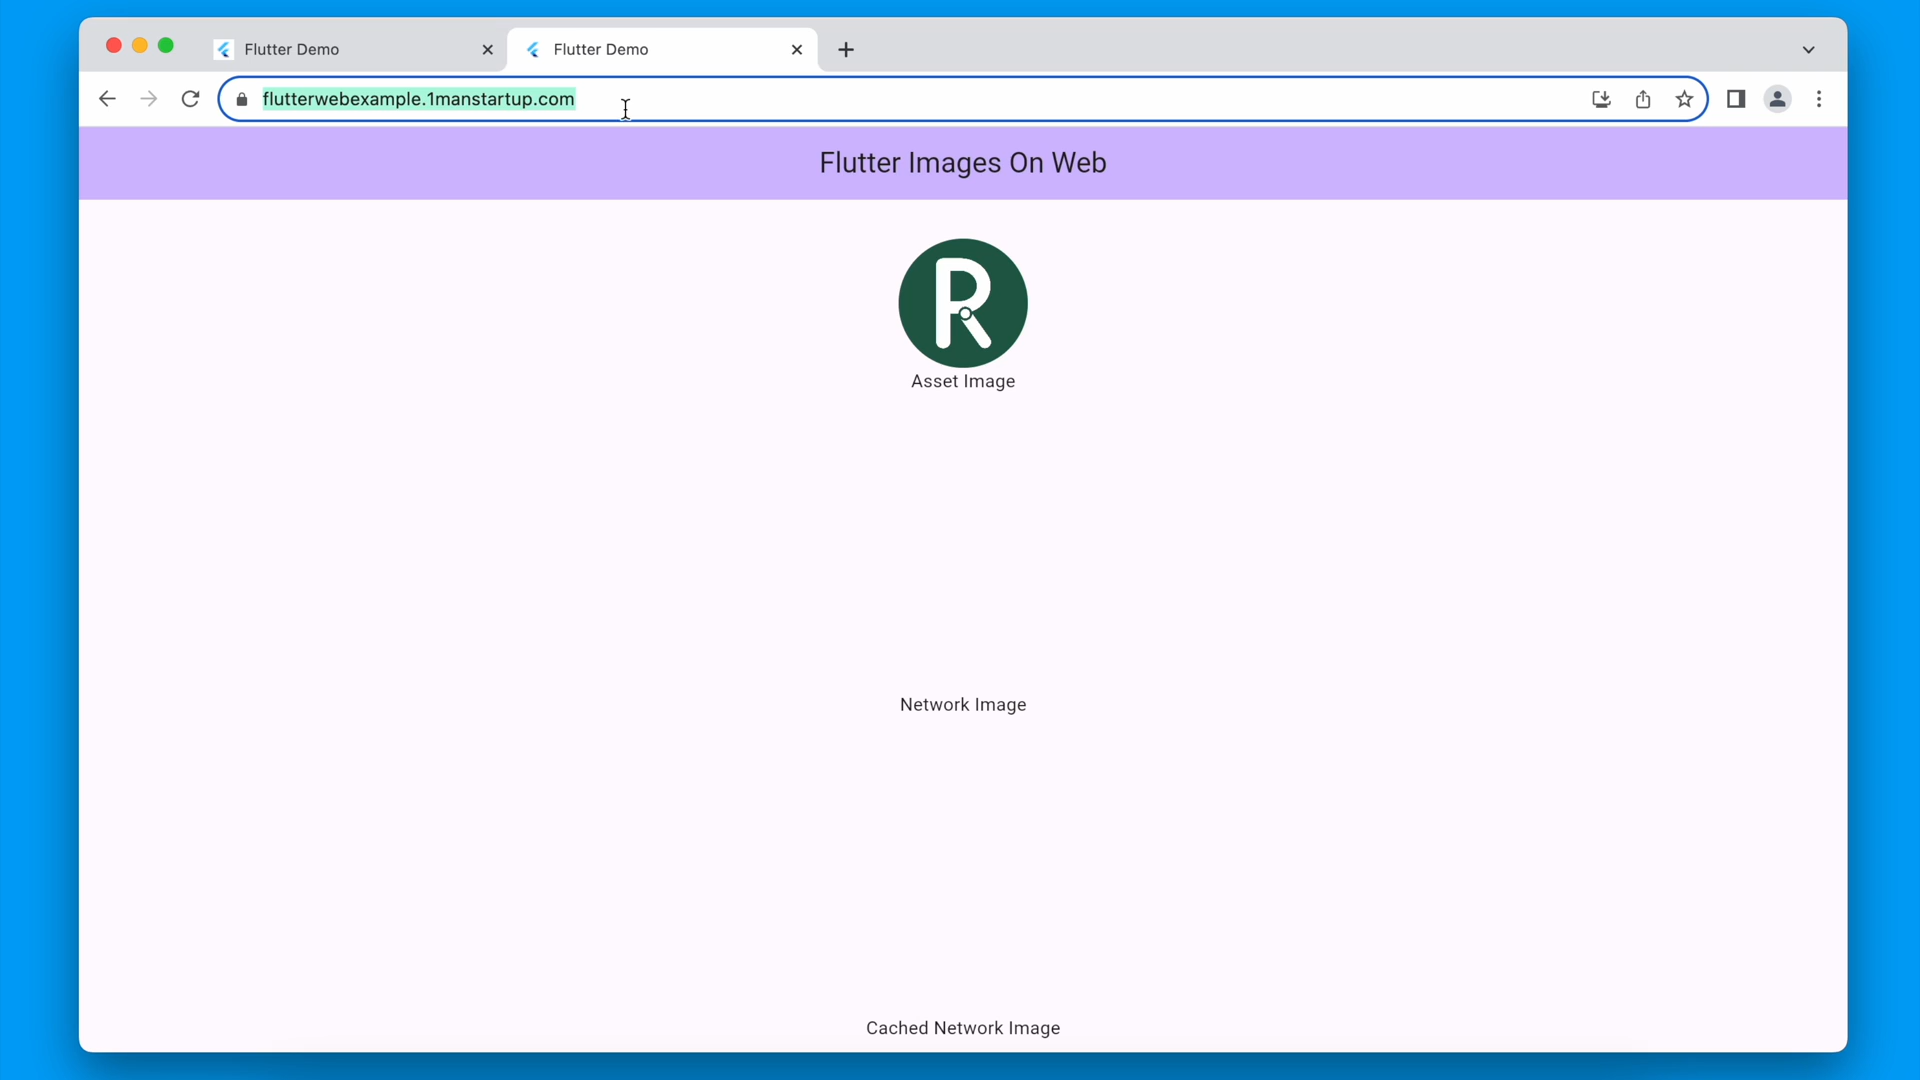 Flutter Demo
Flutter Demo
flutterwebexample.1manstartup.com
Flutter Images On Web
R
Asset Image
Network Image
Cached Network Image